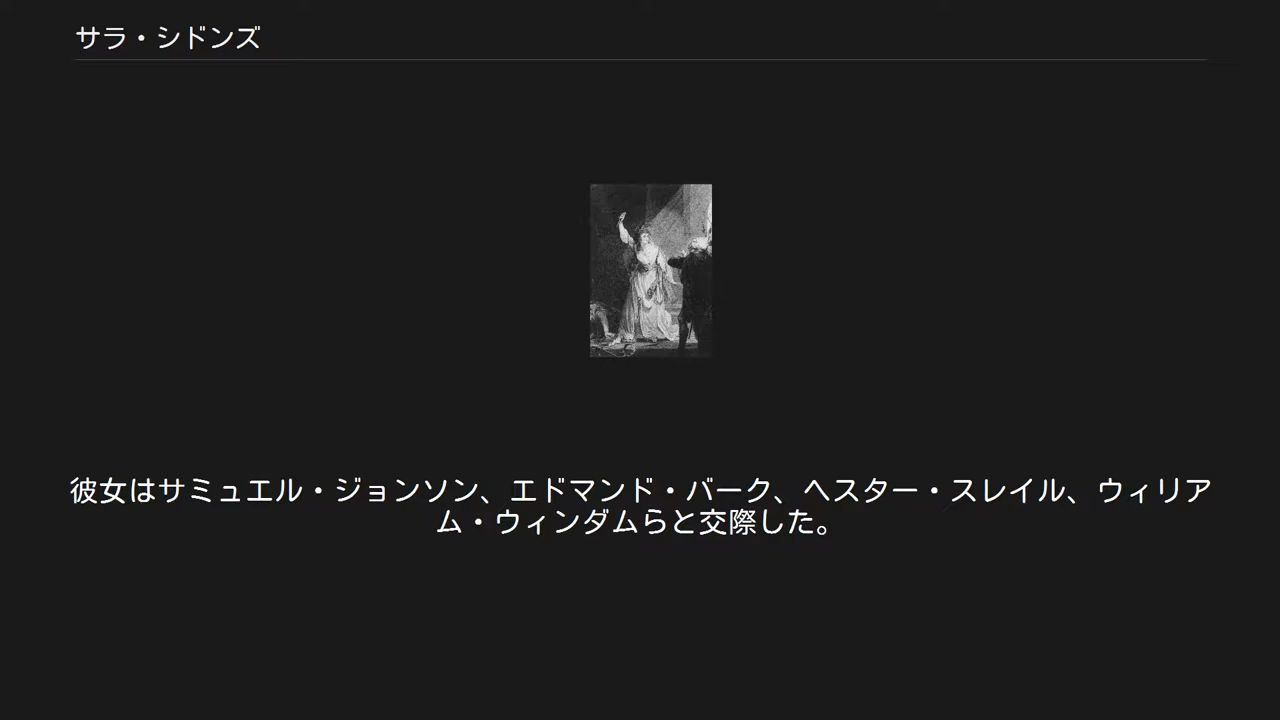 サラ・シドンズ
彼女はサミュエル・ジョンソン、エドマンド・バーク、ヘスター・スレイル、ウィリア
ム・ウィンダムらと交際した。